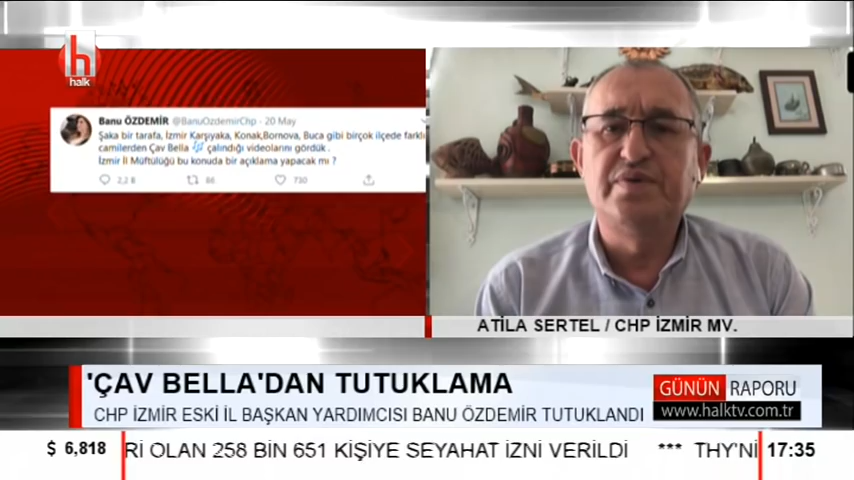 h
halk
Banu ÖZDEMİR @BanuOzdemirChp · 20 May
Şaka bir tarafa, İzmir Karşıyaka, Konak,Bornova, Buca gibi birçok ilçede farklı
camilerden Çav Bella 🎶 çalındığı videolarını gördük .
İzmir İl Müftülüğü bu konuda bir açıklama yapacak mı ?
2,2 B 86 730
ATİLA SERTEL / CHP İZMİR MV.
'ÇAV BELLA'DAN TUTUKLAMA
CHP İZMİR ESKİ İL BAŞKAN YARDIMCISI BANU ÖZDEMİR TUTUKLANDI
GÜNÜN RAPORU
www.halktv.com.tr
$ 6,818 Rİ OLAN 258 BİN 651 KİŞİYE SEYAHAT İZNİ VERİLDİ *** THY'Nİ 17:35